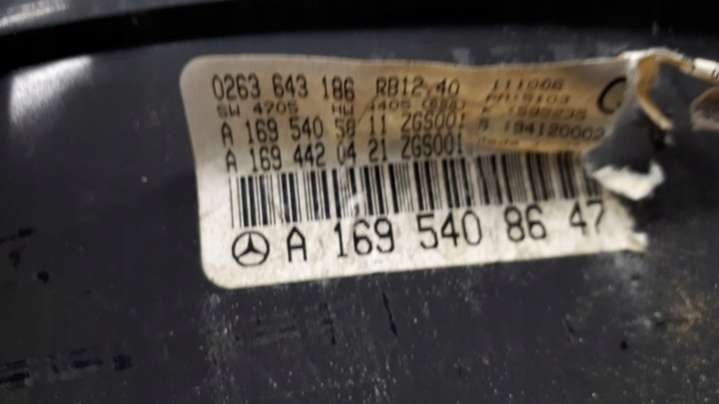 0263 643 186 RB12,40 111006
SW 4705 HW
A 169 540 58 11 ZGS001
A 169 442 04 21 ZGS001
A 169 540 86 47